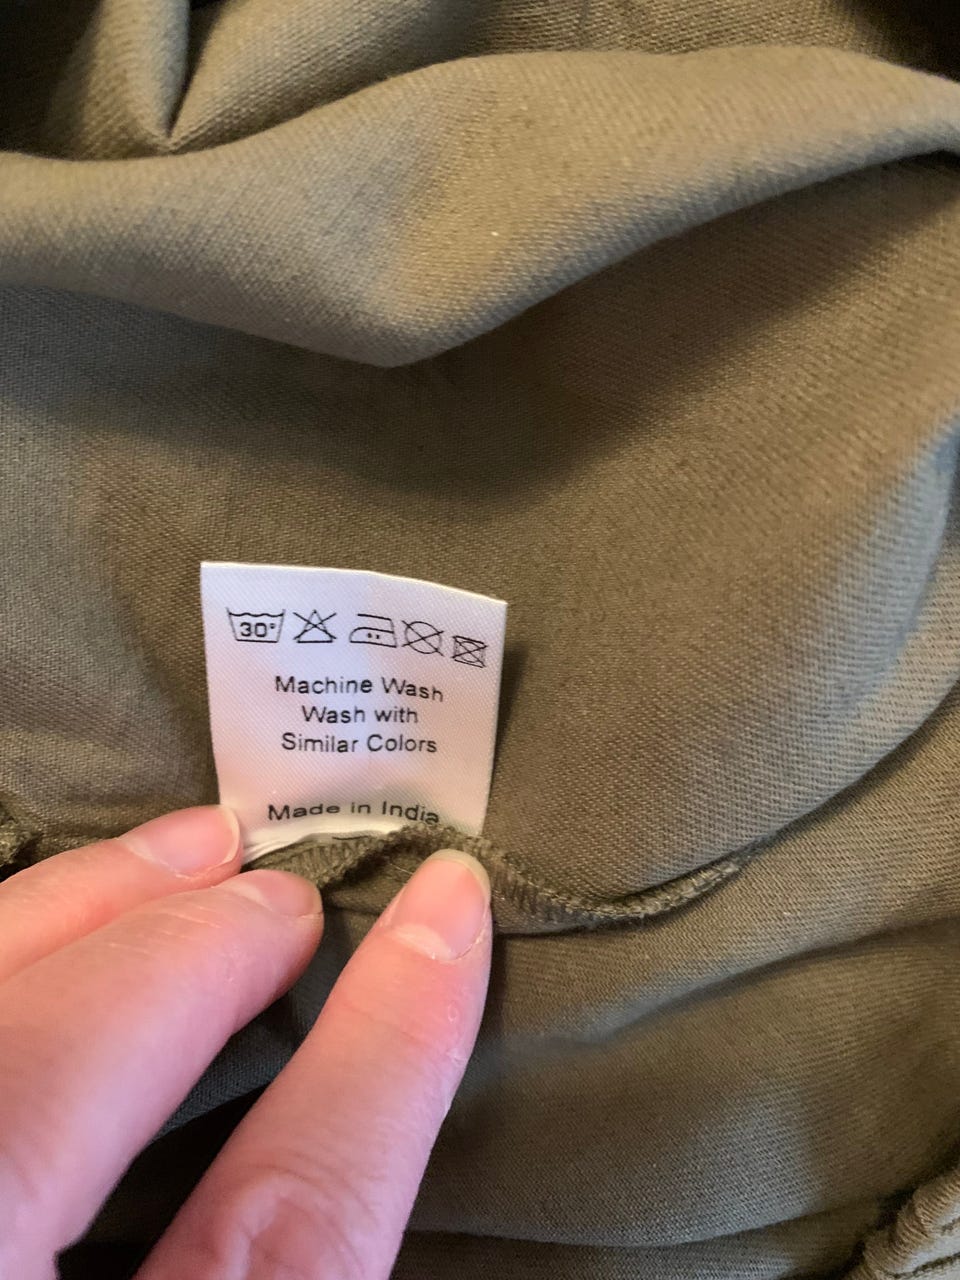 30°
Machine Wash
Wash with
Similar Colors
Made in India